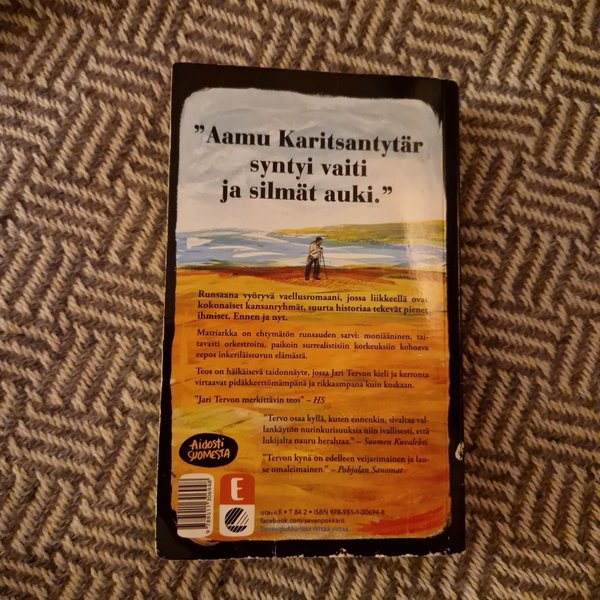 ”Aamu Karitsantytär
syntyi vaiti
ja silmät auki.”
Runsaana vyöryvä vaellusromaani, jossa liikkeellä ovat
kokonaiset kansanryhmät, suurta historiaa tekevät pienet
ihmiset. Ennen ja nyt.
Matriarkka on ehtymätön runsauden sarvi: moniääninen, tai-
tavasti orkestroitu, paikoin surrealistisiin korkeuksiin kohoava
eepos inkeriläissuvun elämästä.
Teos on häikäisevä taidonnäyte, jossa Jari Tervon kieli ja kerronta
virtaavat pidäkkeettömämpänä ja rikkaampana kuin koskaan.
”Jari Tervon merkittävin teos” – HS
”Tervo osaa kyllä, kuten ennenkin, sivaltaa val-
lankäytön nurinkurisuuksia niin ivallisesti, että
lukijalta nauru herahtaa.” – Suomen Kuvalehti
”Tervon kynä on edelleen veijarimainen ja lau-
se omaleimainen.” – Pohjolan Sanomat
Aidosti
SUOMESTA
E
9789511306948
otava.fi • T 84.2 • ISBN 978-951-1-30694-8
facebook.com/sevenpokkarit